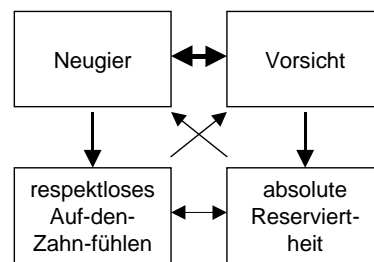 Neugier
Vorsicht
respektloses
Auf-den-
Zahn-fühlen
absolute
Reserviert-
heit